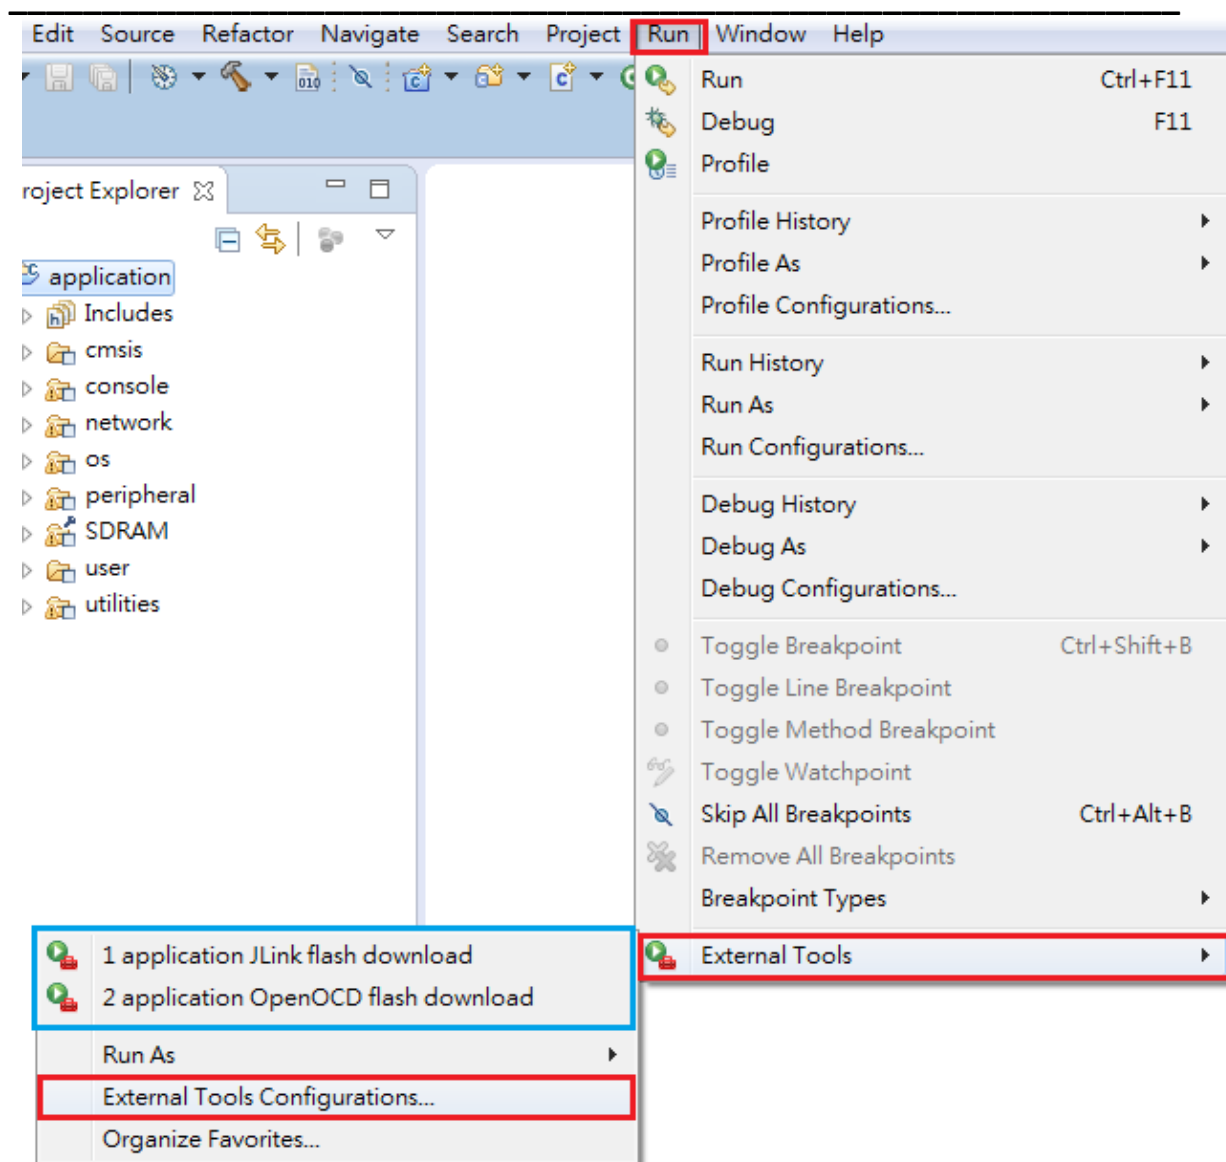 Edit Source Refactor Navigate Search Project Run Window Help
010
Run Ctrl+F11
Debug F11
Profile
roject Explorer
Profile History
Profile As
Profile Configurations...
application
Includes
cmsis
console
network
os
peripheral
SDRAM
user
utilities
Run History
Run As
Run Configurations...
Debug History
Debug As
Debug Configurations...
Toggle Breakpoint Ctrl+Shift+B
Toggle Line Breakpoint
Toggle Method Breakpoint
Toggle Watchpoint
Skip All Breakpoints Ctrl+Alt+B
Remove All Breakpoints
Breakpoint Types
External Tools
1 application JLink flash download
2 application OpenOCD flash download
Run As
External Tools Configurations...
Organize Favorites...